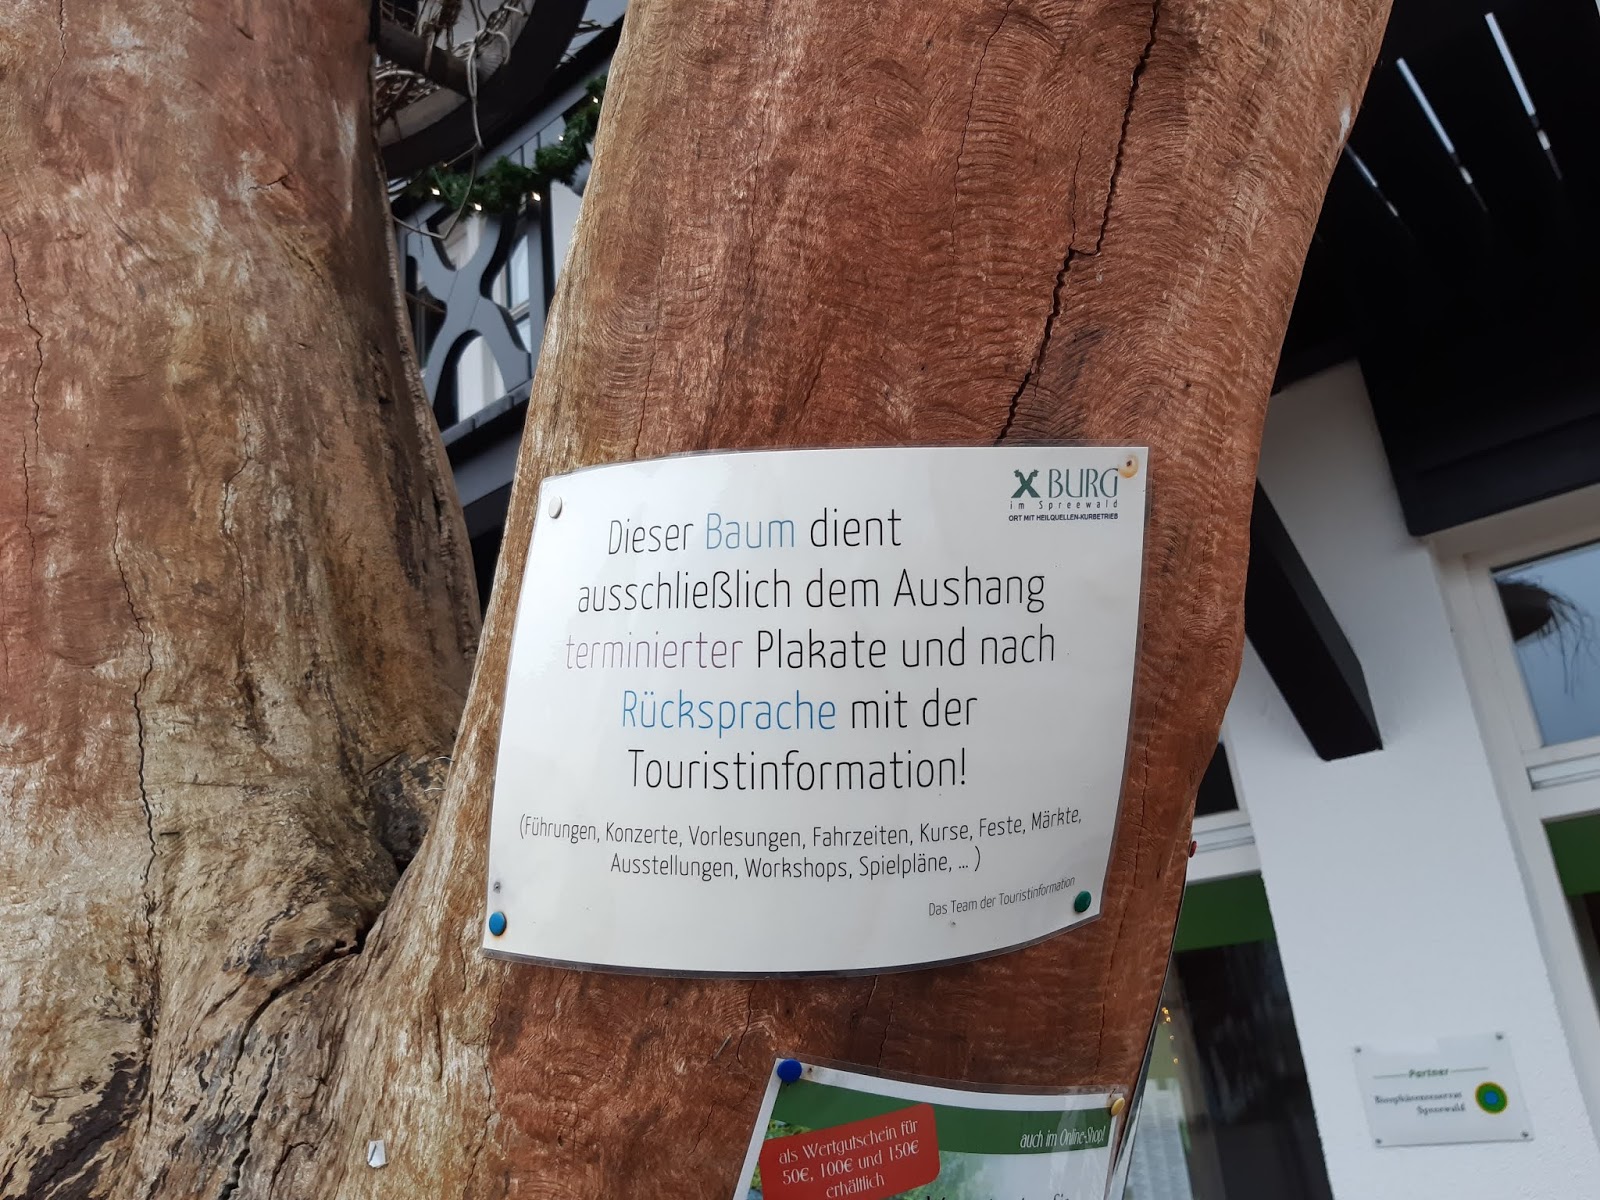 BURG
im Spreewald
ORT MIT HEILQUELLEN-KURBETRIEB
Dieser Baum dient
ausschließlich dem Aushang
terminierter Plakate und nach
Rücksprache mit der
Touristinformation!
(Führungen, Konzerte, Vorlesungen, Fahrzeiten, Kurse, Feste, Märkte,
Ausstellungen, Workshops, Spielpläne, ... )
Das Team der Touristinformation
als Wertgutschein für
50€, 100€ und 150€
erhältlich
auch im Online-Shop!
Partner
Biosphärenreservat
Spreewald